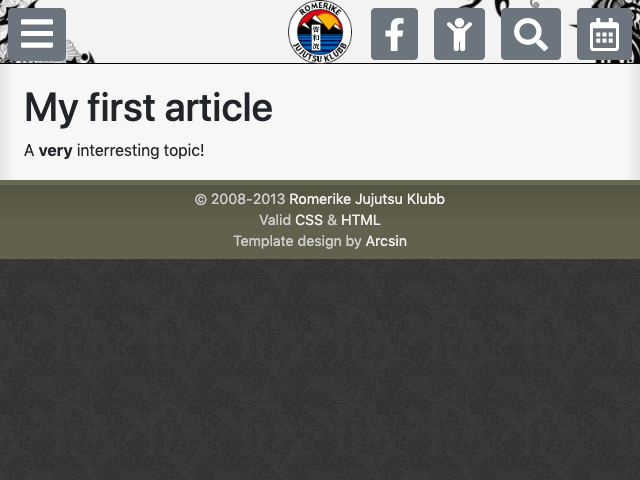 ROMERIKE
JUJUTSU KLUBB
My first article
A very interresting topic!
© 2008-2013 Romerike Jujutsu Klubb
Valid CSS & HTML
Template design by Arcsin